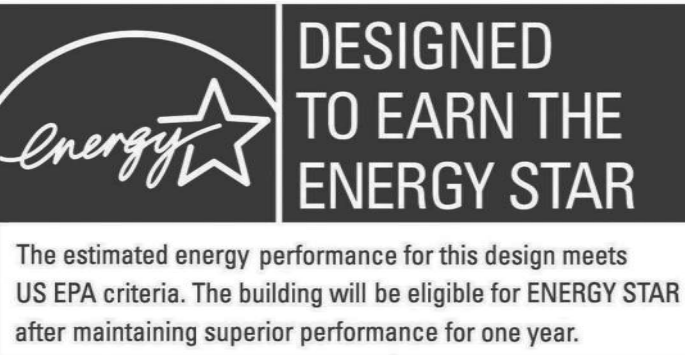 energy
DESIGNED
TO EARN THE
ENERGY STAR
The estimated energy performance for this design meets
US EPA criteria. The building will be eligible for ENERGY STAR
after maintaining superior performance for one year.